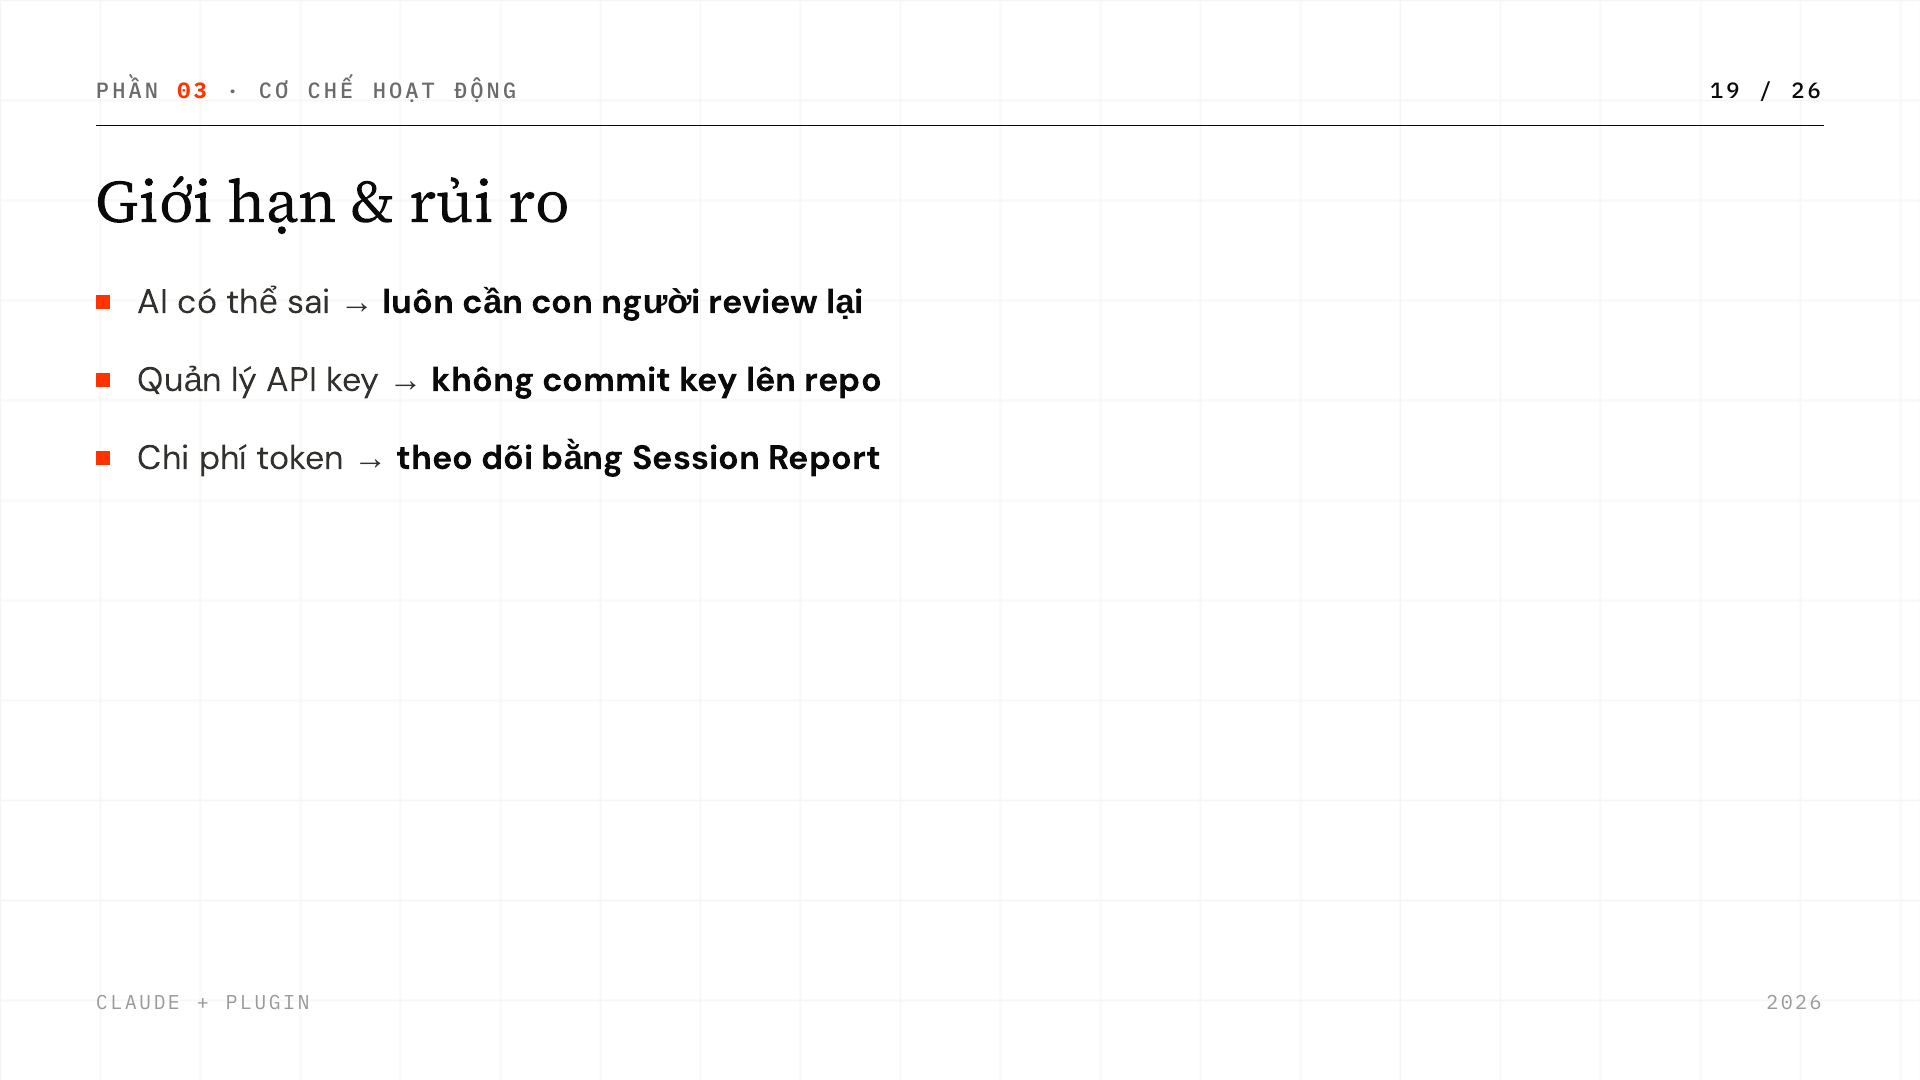 PHẦN 03 · CƠ CHẾ HOẠT ĐỘNG
19 / 26
Giới hạn & rủi ro
AI có thể sai → luôn cần con người review lại
Quản lý API key → không commit key lên repo
Chi phí token → theo dõi bằng Session Report
CLAUDE + PLUGIN
2026